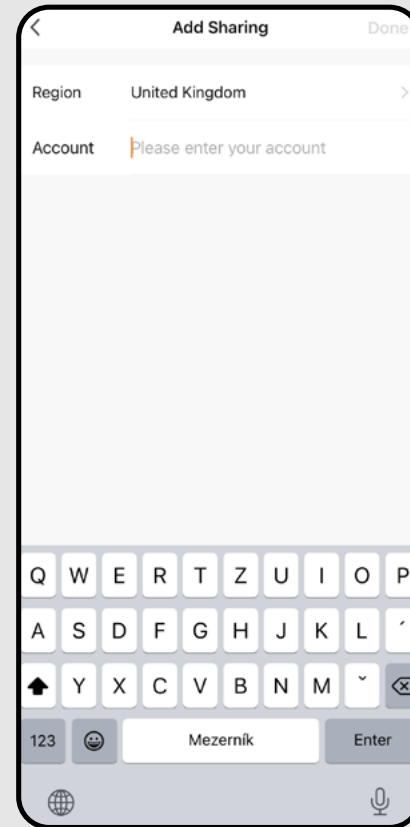 Add Sharing Done
Region United Kingdom
Account Please enter your account
Q W E R T Z U I O P
A S D F G H J K L ´
Y X C V B N M ˇ
123 Mezerník Enter